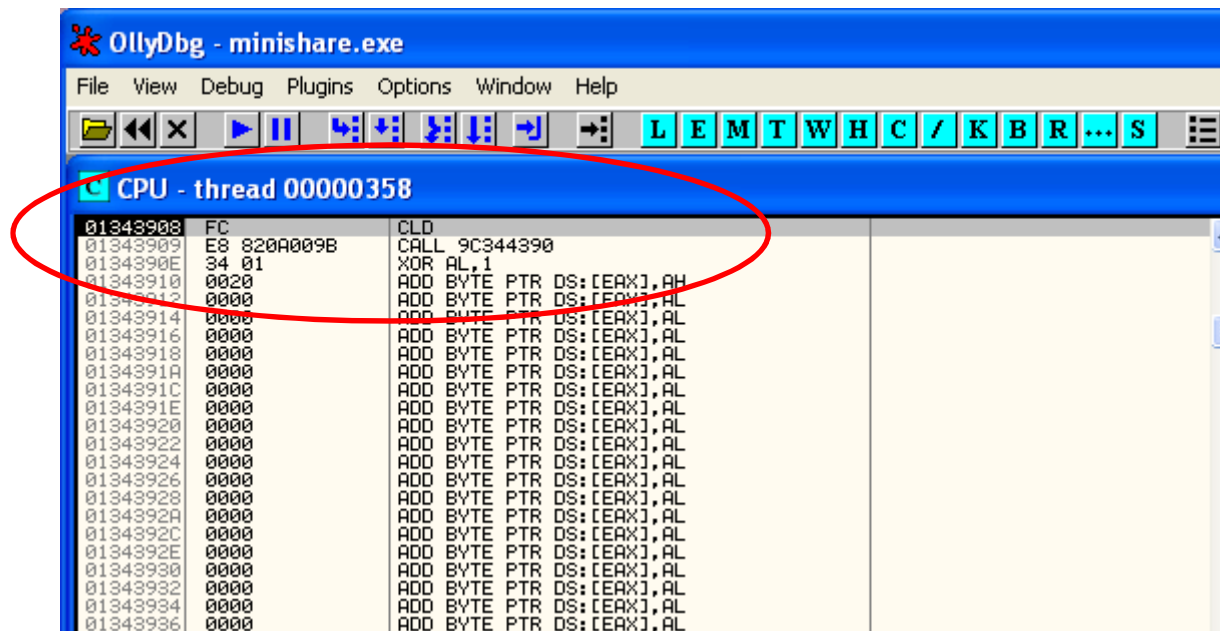 OllyDbg - minishare.exe
File View Debug Plugins Options Window Help
L E M T W H C / K B R ... S
C CPU - thread 00000358
01343908 FC CLD
01343909 E8 820A009B CALL 9C344390
0134390E 34 01 XOR AL,1
01343910 0020 ADD BYTE PTR DS:[EAX],AH
01343912 0000 ADD BYTE PTR DS:[EAX],AL
01343914 0000 ADD BYTE PTR DS:[EAX],AL
01343916 0000 ADD BYTE PTR DS:[EAX],AL
01343918 0000 ADD BYTE PTR DS:[EAX],AL
0134391A 0000 ADD BYTE PTR DS:[EAX],AL
0134391C 0000 ADD BYTE PTR DS:[EAX],AL
0134391E 0000 ADD BYTE PTR DS:[EAX],AL
01343920 0000 ADD BYTE PTR DS:[EAX],AL
01343922 0000 ADD BYTE PTR DS:[EAX],AL
01343924 0000 ADD BYTE PTR DS:[EAX],AL
01343926 0000 ADD BYTE PTR DS:[EAX],AL
01343928 0000 ADD BYTE PTR DS:[EAX],AL
0134392A 0000 ADD BYTE PTR DS:[EAX],AL
0134392C 0000 ADD BYTE PTR DS:[EAX],AL
0134392E 0000 ADD BYTE PTR DS:[EAX],AL
01343930 0000 ADD BYTE PTR DS:[EAX],AL
01343932 0000 ADD BYTE PTR DS:[EAX],AL
01343934 0000 ADD BYTE PTR DS:[EAX],AL
01343936 0000 ADD BYTE PTR DS:[EAX],AL